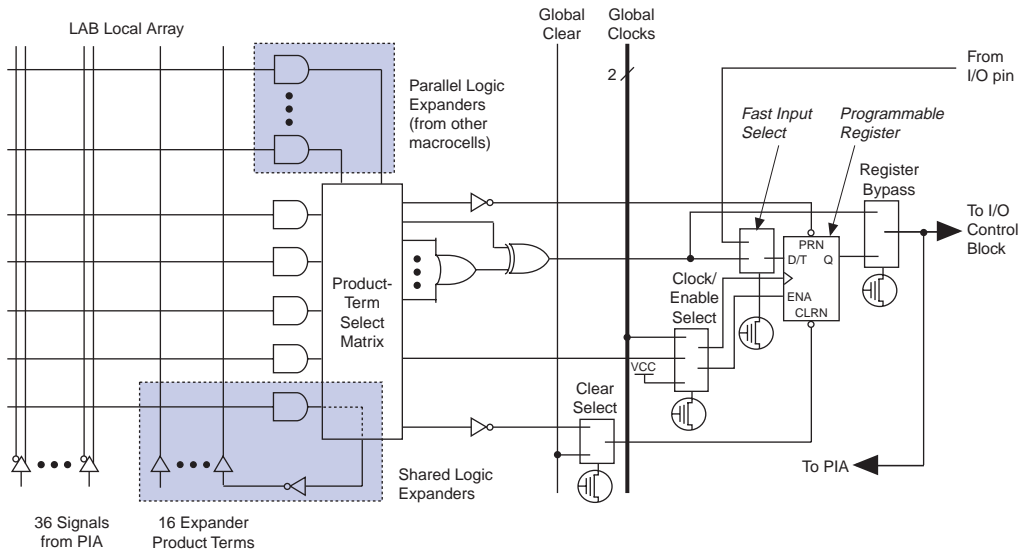 LAB Local Array
Global
Clear
Global
Clocks
2
From
I/O pin
Parallel Logic
Expanders
(from other
macrocells)
Fast Input
Select
Programmable
Register
Register
Bypass
To I/O
Control
Block
PRN
D/T Q
ENA
CLRN
Product-
Term
Select
Matrix
Clock/
Enable
Select
VCC
Clear
Select
To PIA
Shared Logic
Expanders
36 Signals
from PIA
16 Expander
Product Terms